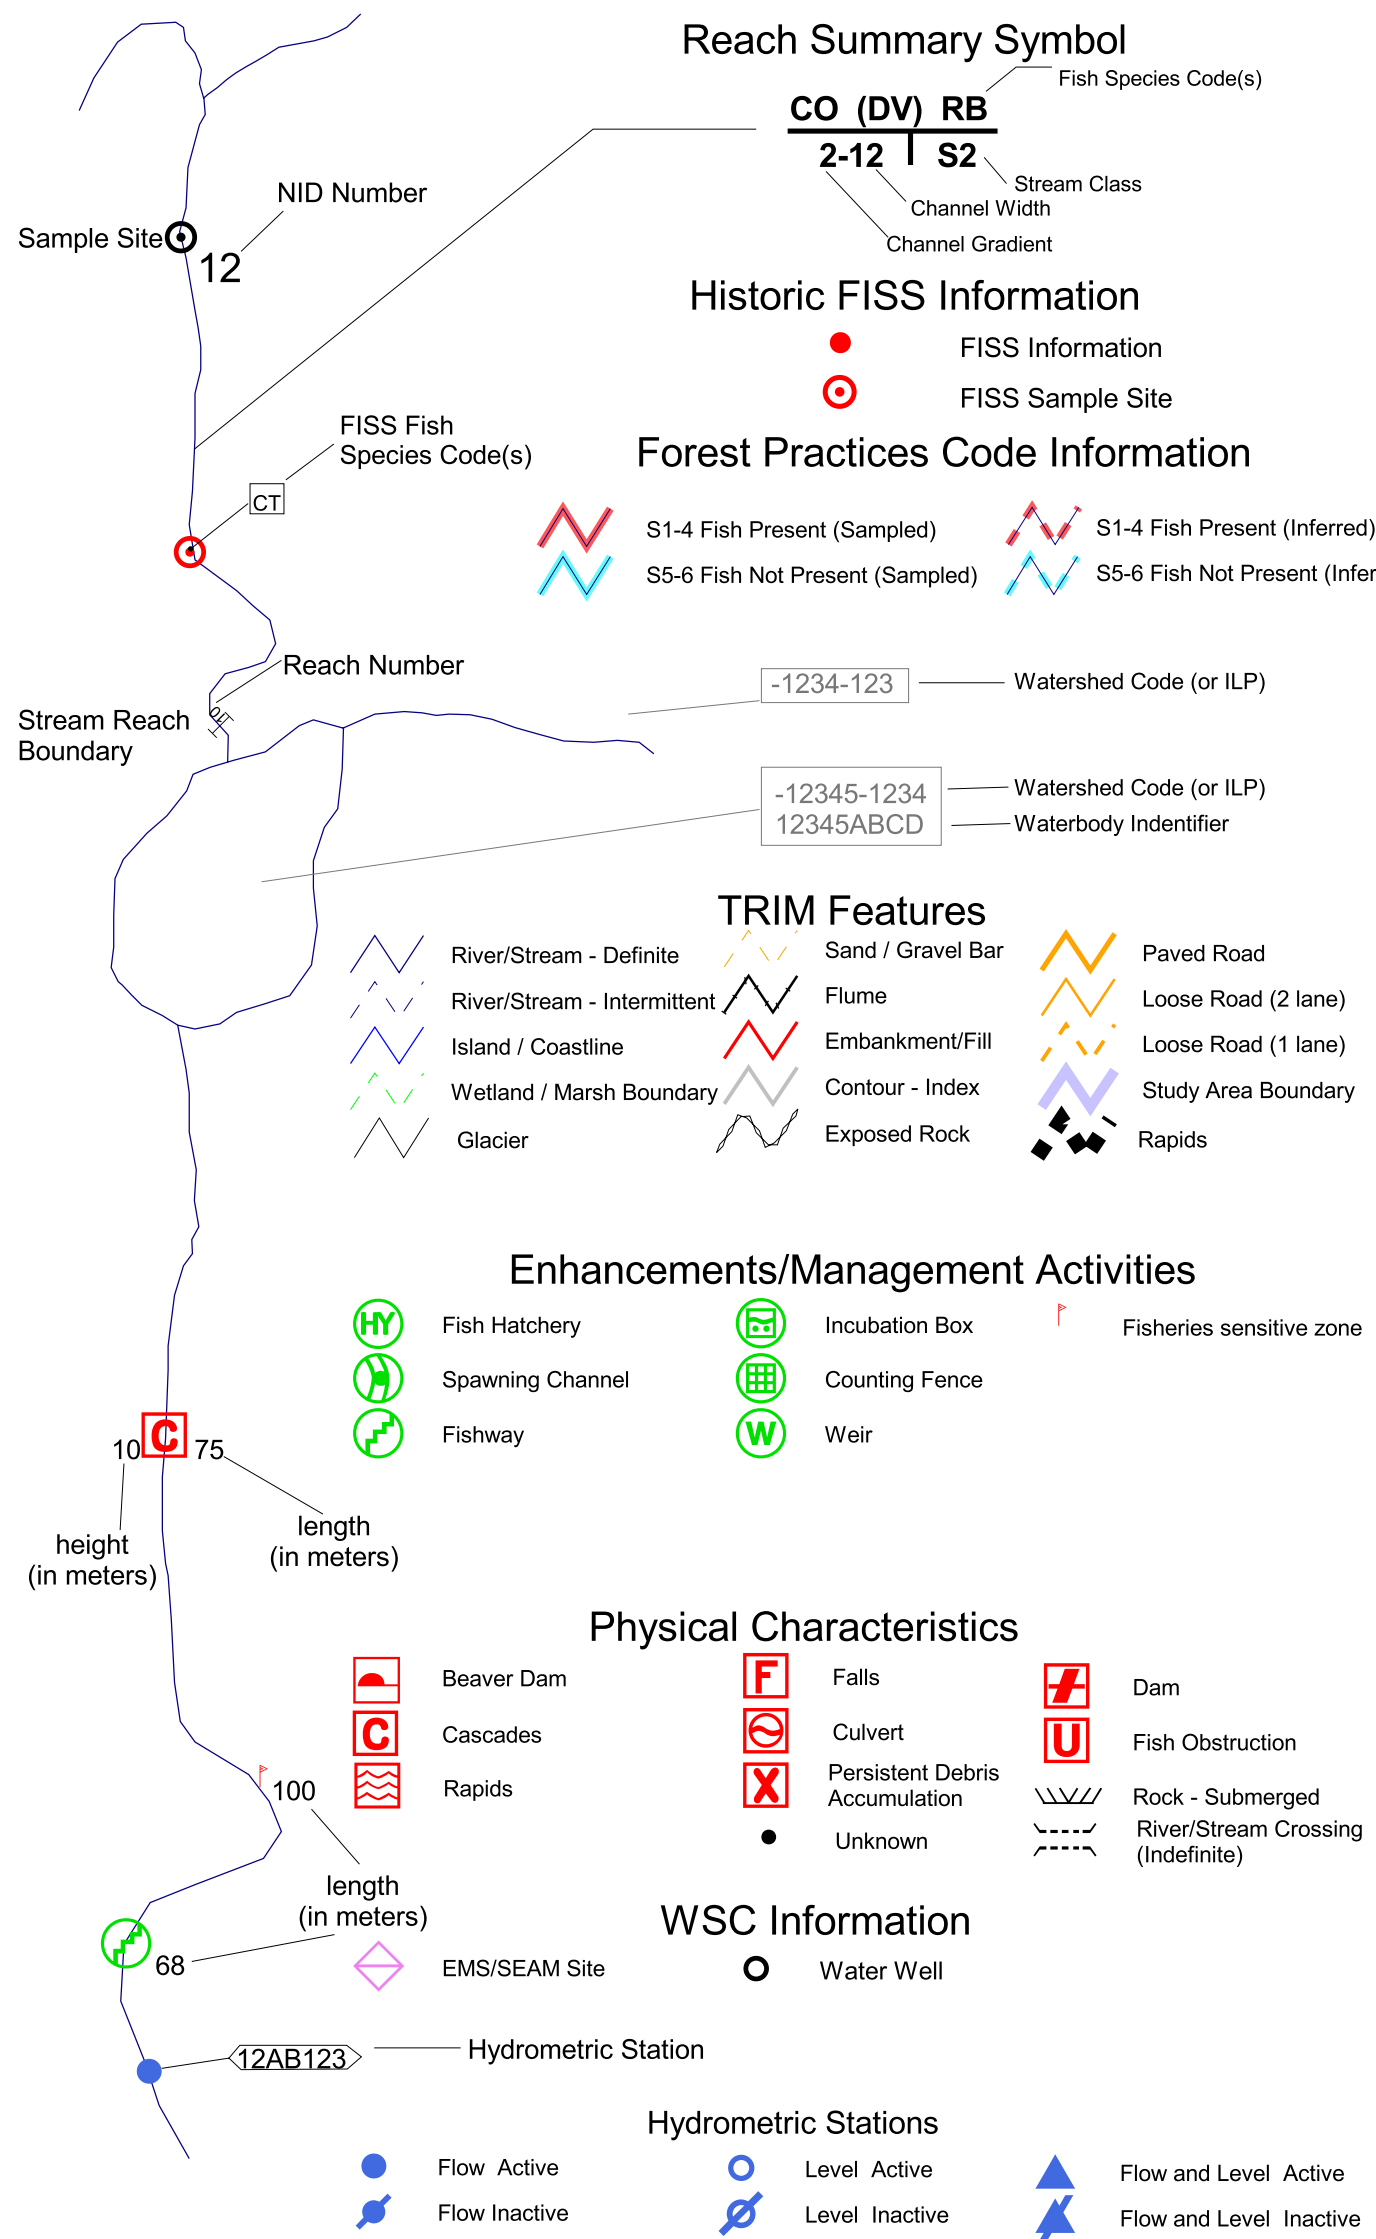 Reach Summary Symbol
Fish Species Code(s)
CO (DV) RB
2-12 S2
Stream Class
Channel Width
Channel Gradient
NID Number
Sample Site
12
Historic FISS Information
FISS Information
FISS Sample Site
FISS Fish
Species Code(s)
CT
Forest Practices Code Information
S1-4 Fish Present (Sampled)
S1-4 Fish Present (Inferred)
S5-6 Fish Not Present (Sampled)
S5-6 Fish Not Present (Infer
Reach Number
10
Stream Reach
Boundary
-1234-123
Watershed Code (or ILP)
-12345-1234
12345ABCD
Watershed Code (or ILP)
Waterbody Indentifier
TRIM Features
River/Stream - Definite
Sand / Gravel Bar
Paved Road
River/Stream - Intermittent
Flume
Loose Road (2 lane)
Island / Coastline
Embankment/Fill
Loose Road (1 lane)
Wetland / Marsh Boundary
Contour - Index
Study Area Boundary
Glacier
Exposed Rock
Rapids
Enhancements/Management Activities
HY
Fish Hatchery
Incubation Box
Fisheries sensitive zone
Spawning Channel
Counting Fence
Fishway
W
Weir
10
C
75
height
(in meters)
length
(in meters)
Physical Characteristics
Beaver Dam
F
Falls
Dam
C
Cascades
Culvert
U
Fish Obstruction
Rapids
X
Persistent Debris
Accumulation
Rock - Submerged
Unknown
River/Stream Crossing
(Indefinite)
100
length
(in meters)
68
WSC Information
EMS/SEAM Site
Water Well
12AB123
Hydrometric Station
Hydrometric Stations
Flow Active
Level Active
Flow and Level Active
Flow Inactive
Level Inactive
Flow and Level Inactive